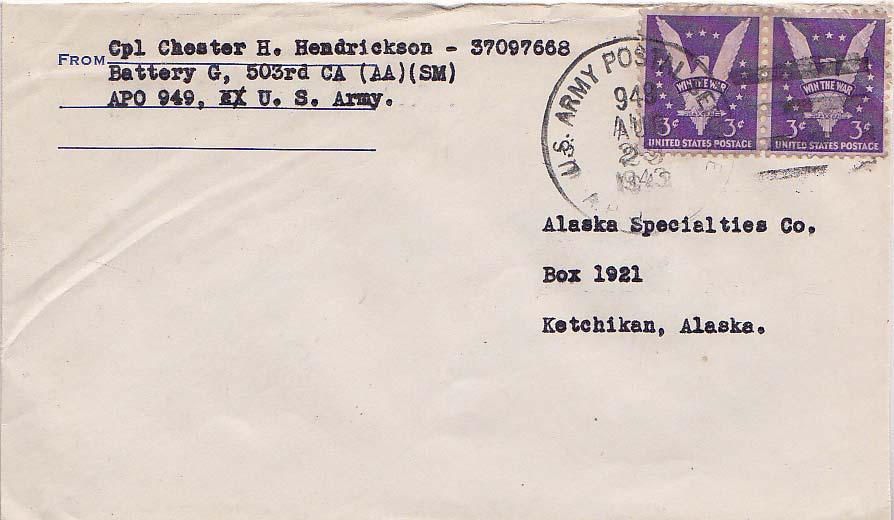 FROM Cpl Chester H. Hendrickson - 37097668
Battery G, 503rd CA (AA)(SM)
APO 949, U. S. Army.
U.S. ARMY POSTAL SE
949
AUG
1943
WIN THE WAR
3¢ 3¢
UNITED STATES POSTAGE
WIN THE WAR
3¢ 3¢
UNITED STATES POSTAGE
Alaska Specialties Co.
Box 1921
Ketchikan, Alaska.